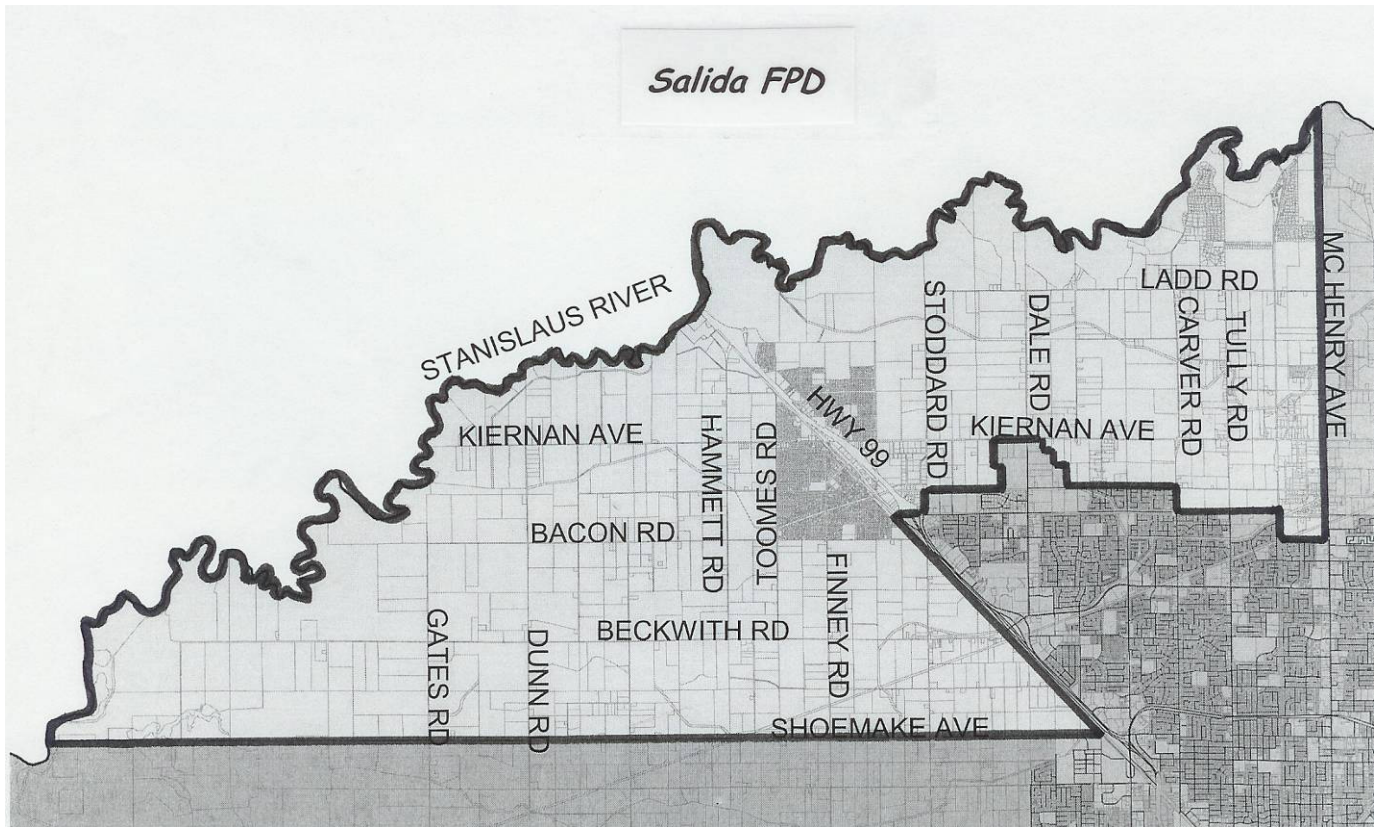 Salida FPD
STANISLAUS RIVER
LADD RD
MC HENRY AVE
STODDARD RD
DALE RD
CARVER RD
TULLY RD
HWY 99
KIERNAN AVE
KIERNAN AVE
HAMMETT RD
TOOMES RD
BACON RD
FINNEY RD
GATES RD
DUNN RD
BECKWITH RD
SHOEMAKE AVE